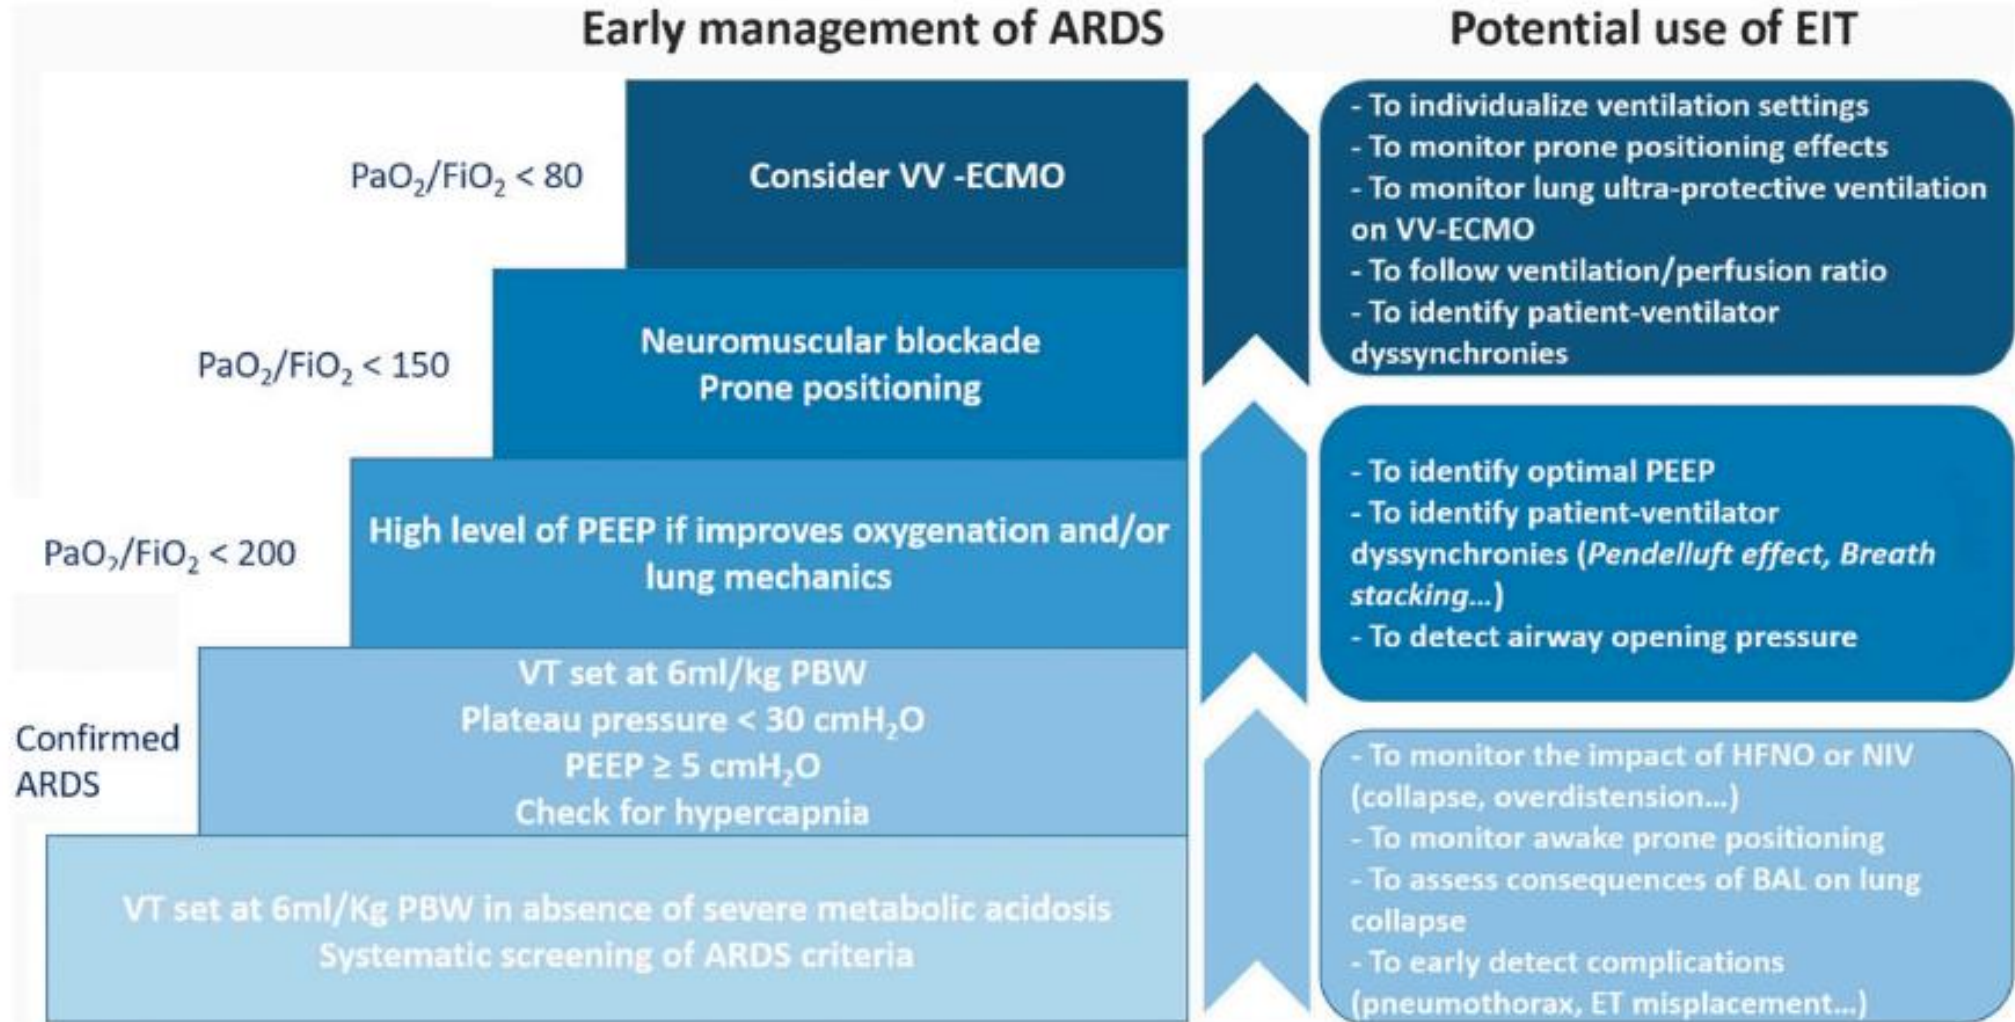 Early management of ARDS
Potential use of EIT
PaO₂/FiO₂ < 80
Consider VV -ECMO
PaO₂/FiO₂ < 150
Neuromuscular blockade
Prone positioning
PaO₂/FiO₂ < 200
High level of PEEP if improves oxygenation and/or
lung mechanics
Confirmed
ARDS
VT set at 6ml/kg PBW
Plateau pressure < 30 cmH₂O
PEEP ≥ 5 cmH₂O
Check for hypercapnia
VT set at 6ml/Kg PBW in absence of severe metabolic acidosis
Systematic screening of ARDS criteria
- To individualize ventilation settings
- To monitor prone positioning effects
- To monitor lung ultra-protective ventilation
on VV-ECMO
- To follow ventilation/perfusion ratio
- To identify patient-ventilator
dyssynchronies
- To identify optimal PEEP
- To identify patient-ventilator
dyssynchronies (Pendelluft effect, Breath
stacking...)
- To detect airway opening pressure
- To monitor the impact of HFNO or NIV
(collapse, overdistension...)
- To monitor awake prone positioning
- To assess consequences of BAL on lung
collapse
- To early detect complications
(pneumothorax, ET misplacement...)